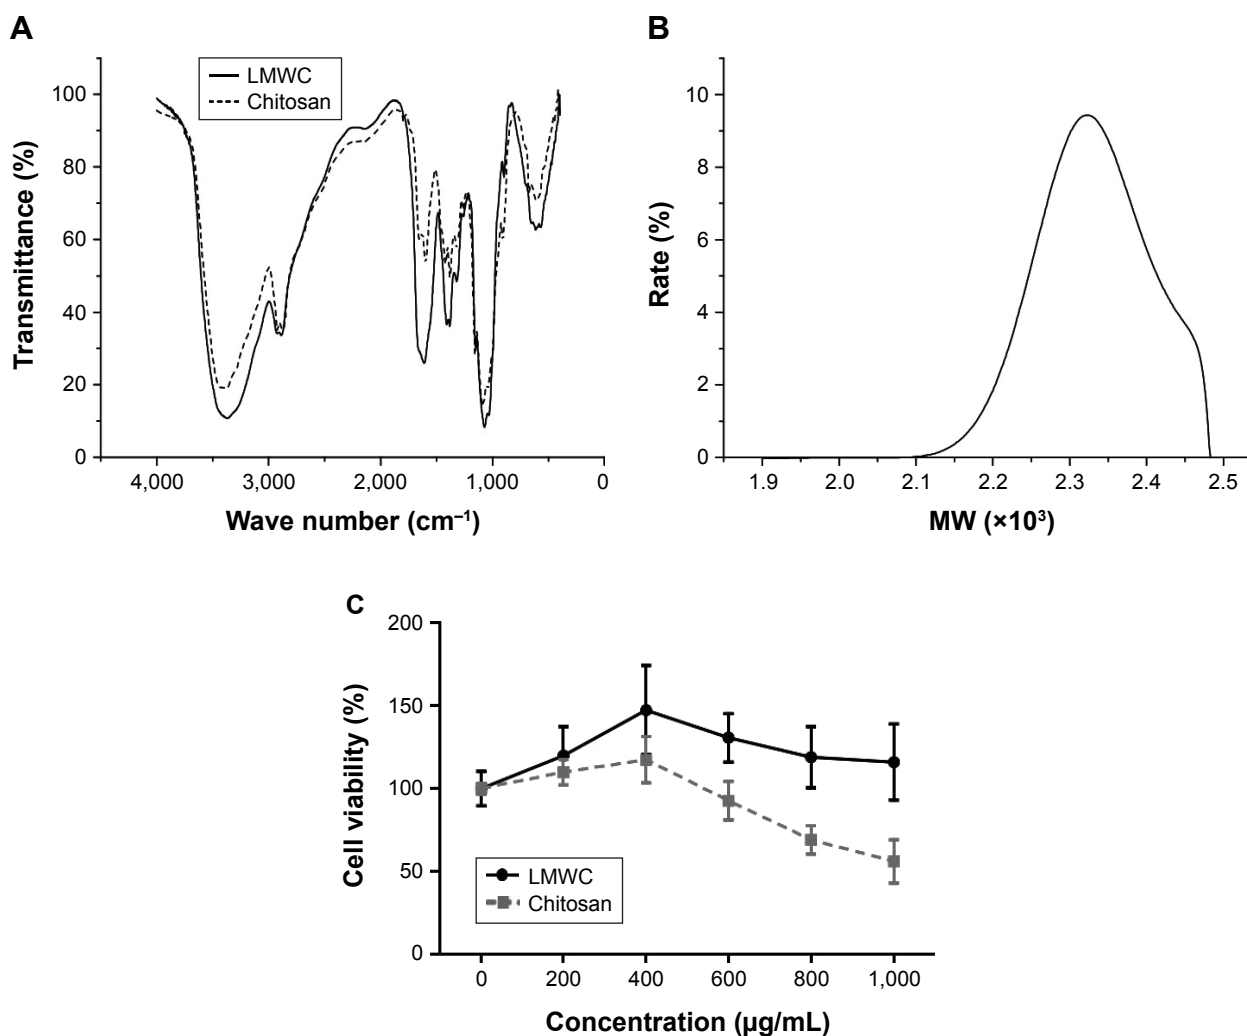 A
LMWC
Chitosan
Transmittance (%)
100
80
60
40
20
0
4,000
3,000
2,000
1,000
0
Wave number (cm⁻¹)
B
Rate (%)
10
8
6
4
2
0
1.9
2.0
2.1
2.2
2.3
2.4
2.5
MW (×10³)
C
Cell viability (%)
200
150
100
50
0
LMWC
Chitosan
0
200
400
600
800
1,000
Concentration (µg/mL)